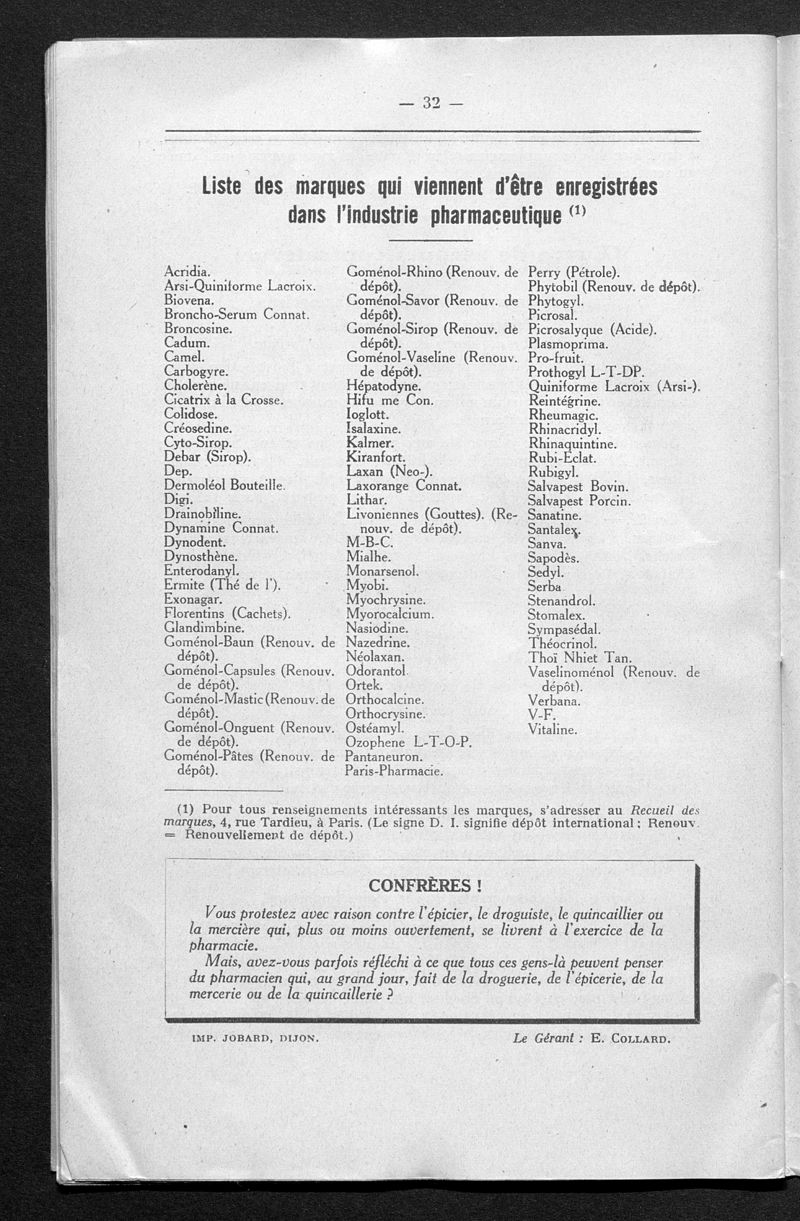 — 32 —
Liste des marques qui viennent d'être enregistrées
dans l'industrie pharmaceutique (1)
Acridia.
Arsi-Quiniforme Lacroix.
Biovena.
Broncho-Serum Connat.
Broncosine.
Cadum.
Camel.
Carbogyre.
Cholerène.
Cicatrix à la Crosse.
Colidose.
Créosedine.
Cyto-Sirop.
Debar (Sirop).
Dep.
Dermoléol Bouteille.
Digi.
Drainobiline.
Dynamine Connat.
Dynodent.
Dynosthène.
Enterodanyl.
Ermite (Thé de l').
Exonagar.
Florentins (Cachets).
Glandimbine.
Goménol-Baun (Renouv. de
dépôt).
Goménol-Capsules (Renouv.
de dépôt).
Goménol-Mastic (Renouv. de
dépôt).
Goménol-Onguent (Renouv.
de dépôt).
Goménol-Pâtes (Renouv. de
dépôt).
Goménol-Rhino (Renouv. de
dépôt).
Goménol-Savor (Renouv. de
dépôt).
Goménol-Sirop (Renouv. de
dépôt).
Goménol-Vaseline (Renouv.
de dépôt).
Hépatodyne.
Hifu me Con.
Ioglott.
Isalaxine.
Kalmer.
Kiranfort.
Laxan (Neo-).
Laxorange Connat.
Lithar.
Livoniennes (Gouttes). (Re-
nouv. de dépôt).
M-B-C.
Mialhe.
Monarsenol.
Myobi.
Myochrysine.
Myorocalcium.
Nasiodine.
Nazedrine.
Néolaxan.
Odorantol.
Ortek.
Orthocalcine.
Orthocrysine.
Ostéamyl.
Ozophene L-T-O-P.
Pantaneuron.
Paris-Pharmacie.
Perry (Pétrole).
Phytobil (Renouv. de dépôt).
Phytogyl.
Picrosal.
Picrosalyque (Acide).
Plasmoprima.
Pro-fruit.
Prothogyl L-T-DP.
Quiniforme Lacroix (Arsi-).
Reintégrine.
Rheumagic.
Rhinacridyl.
Rhinaquintine.
Rubi-Eclat.
Rubigyl.
Salvapest Bovin.
Salvapest Porcin.
Sanatine.
Santalex.
Sanva.
Sapodès.
Sedyl.
Serba
Stenandrol.
Stomalex.
Sympasédal.
Théocrinol.
Thoï Nhiet Tan.
Vaselinoménol (Renouv. de
dépôt).
Verbana.
V-F.
Vitaline.
(1) Pour tous renseignements intéressants les marques, s'adresser au Recueil des
marques, 4, rue Tardieu, à Paris. (Le signe D. I. signifie dépôt international ; Renouv.
= Renouvellement de dépôt.)
CONFRÈRES !
Vous protestez avec raison contre l'épicier, le droguiste, le quincaillier ou
la mercière qui, plus ou moins ouvertement, se livrent à l'exercice de la
pharmacie.
Mais, avez-vous parfois réfléchi à ce que tous ces gens-là peuvent penser
du pharmacien qui, au grand jour, fait de la droguerie, de l'épicerie, de la
mercerie ou de la quincaillerie ?
IMP. JOBARD, DIJON.
Le Gérant : E. COLLARD.